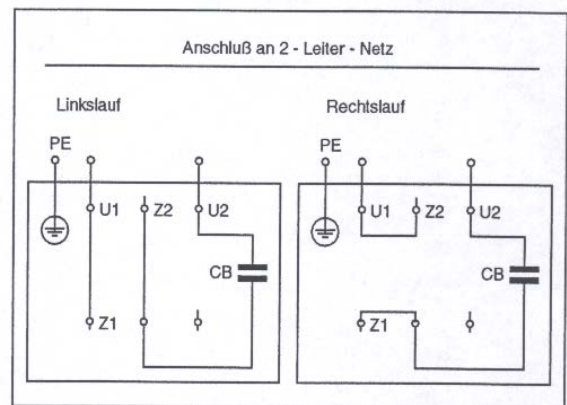 Anschluß an 2 - Leiter - Netz
Linkslauf
Rechtslauf
PE
PE
U1
Z2
U2
U1
Z2
U2
CB
CB
Z1
Z1